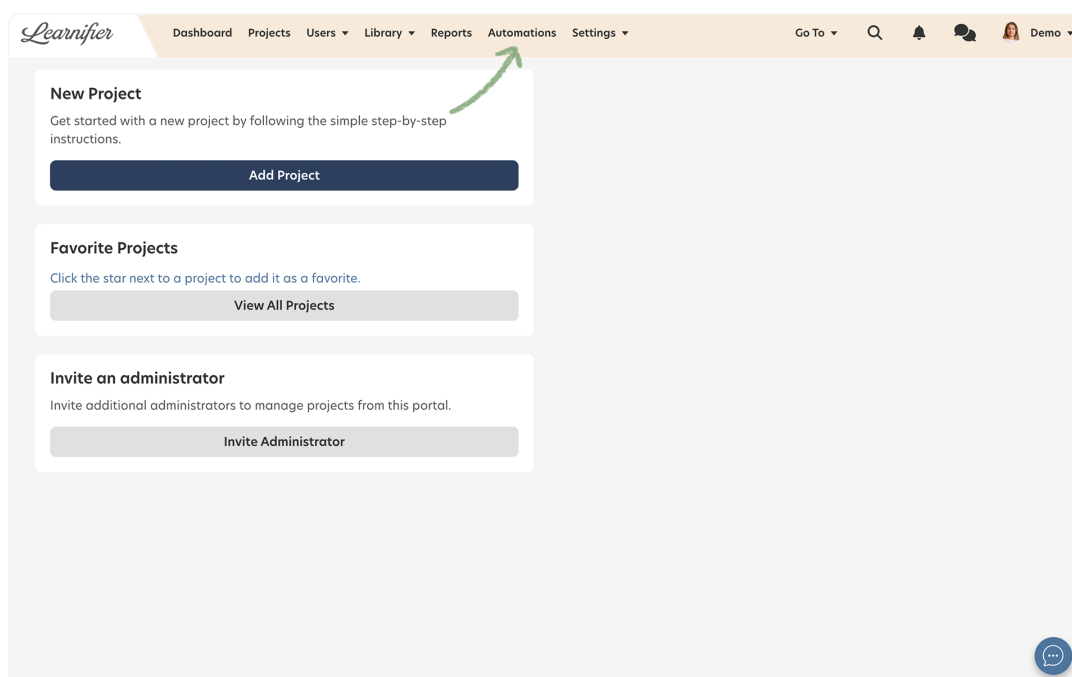 Learnifier
Dashboard Projects Users Library Reports Automations Settings Go To Demo
New Project
Get started with a new project by following the simple step-by-step
instructions.
Add Project
Favorite Projects
Click the star next to a project to add it as a favorite.
View All Projects
Invite an administrator
Invite additional administrators to manage projects from this portal.
Invite Administrator